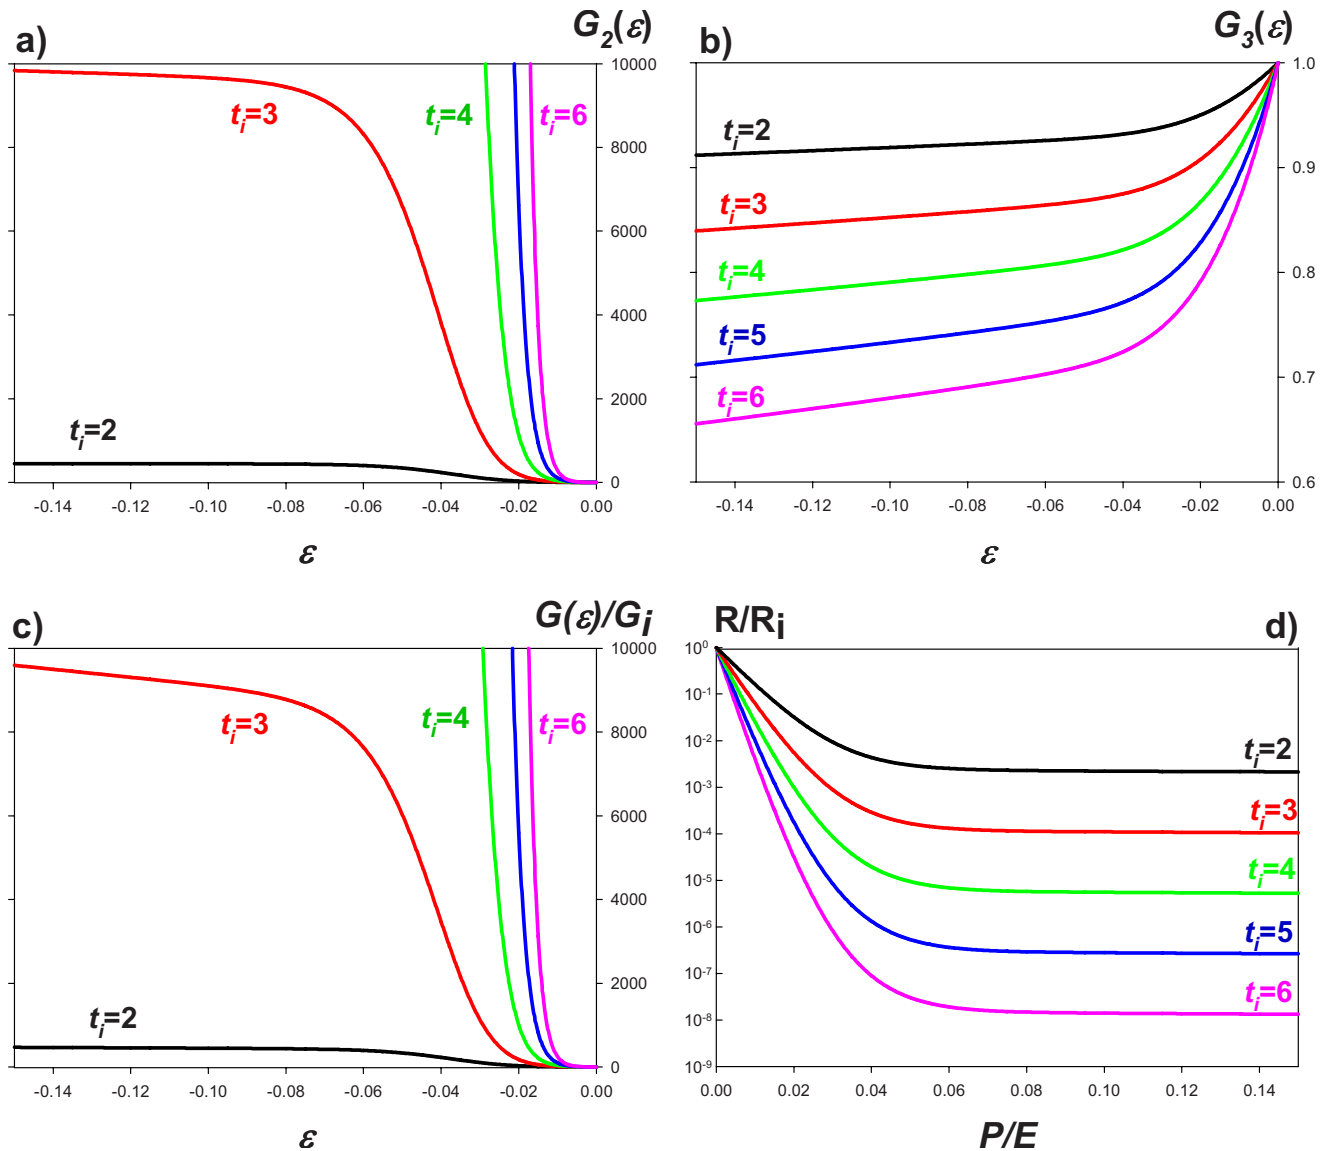 a) G2(ε)
10000
8000
6000
4000
2000
0
ti=3
ti=4
ti=6
ti=2
-0.14 -0.12 -0.10 -0.08 -0.06 -0.04 -0.02 0.00
ε
b) G3(ε)
1.0
0.9
0.8
0.7
0.6
ti=2
ti=3
ti=4
ti=5
ti=6
-0.14 -0.12 -0.10 -0.08 -0.06 -0.04 -0.02 0.00
ε
c) G(ε)/Gi
10000
8000
6000
4000
2000
0
ti=3
ti=4
ti=6
ti=2
-0.14 -0.12 -0.10 -0.08 -0.06 -0.04 -0.02 0.00
ε
R/Ri d)
10^0
10^-1
10^-2
10^-3
10^-4
10^-5
10^-6
10^-7
10^-8
10^-9
ti=2
ti=3
ti=4
ti=5
ti=6
0.00 0.02 0.04 0.06 0.08 0.10 0.12 0.14
P/E